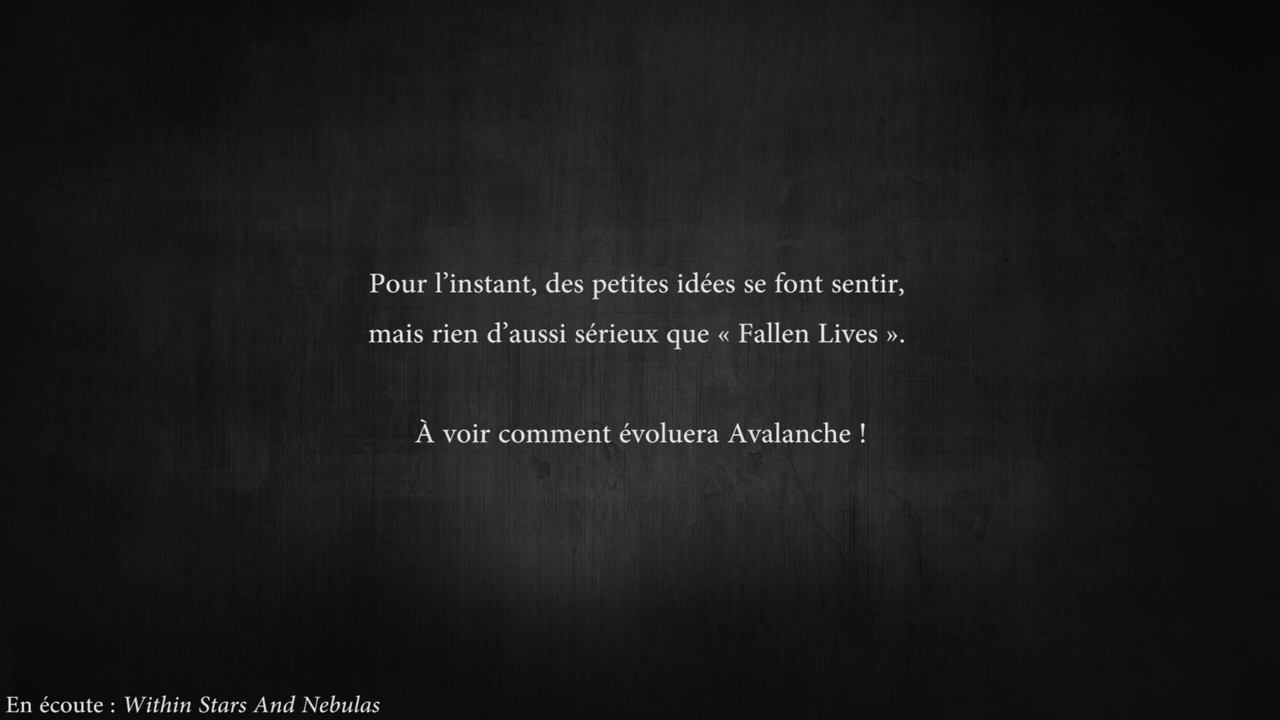 Pour l’instant, des petites idées se font sentir,
mais rien d’aussi sérieux que « Fallen Lives ».
À voir comment évoluera Avalanche !
En écoute : Within Stars And Nebulas